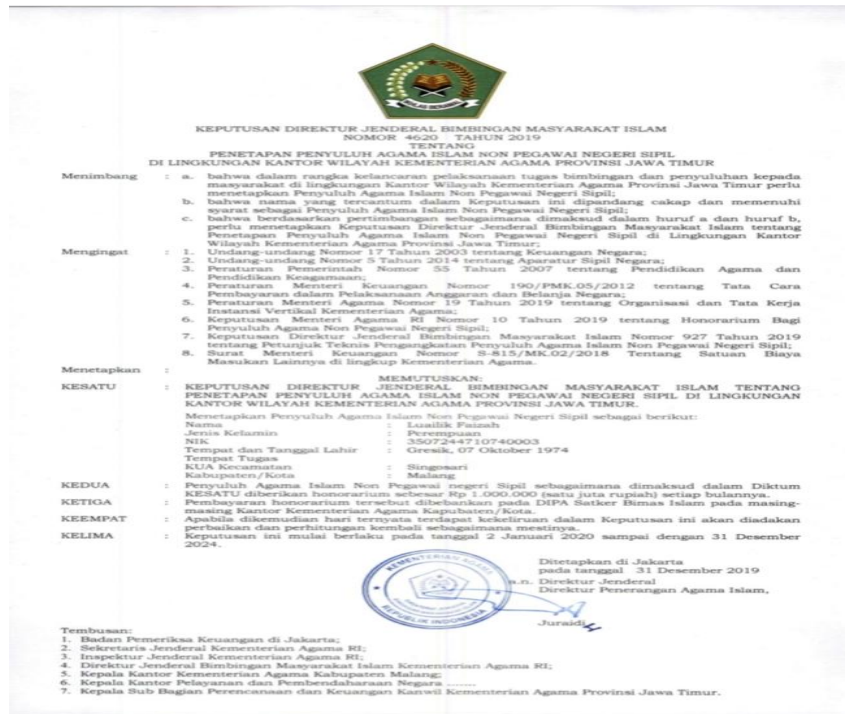 IKHLAS BERAMAL
KEPUTUSAN DIREKTUR JENDERAL BIMBINGAN MASYARAKAT ISLAM
NOMOR 4620 TAHUN 2019
TENTANG
PENETAPAN PENYULUH AGAMA ISLAM NON PEGAWAI NEGERI SIPIL
DI LINGKUNGAN KANTOR WILAYAH KEMENTERIAN AGAMA PROVINSI JAWA TIMUR
Menimbang : a. bahwa dalam rangka kelancaran pelaksanaan tugas bimbingan dan penyuluhan kepada
masyarakat di lingkungan Kantor Wilayah Kementerian Agama Provinsi Jawa Timur perlu
menetapkan Penyuluh Agama Islam Non Pegawai Negeri Sipil;
b. bahwa nama yang tercantum dalam Keputusan ini dipandang cakap dan memenuhi
syarat sebagai Penyuluh Agama Islam Non Pegawai Negeri Sipil;
c. bahwa berdasarkan pertimbangan sebagaimana dimaksud dalam huruf a dan huruf b,
perlu menetapkan Keputusan Direktur Jenderal Bimbingan Masyarakat Islam tentang
Penetapan Penyuluh Agama Islam Non Pegawai Negeri Sipil di Lingkungan Kantor
Wilayah Kementerian Agama Provinsi Jawa Timur;
Mengingat : 1. Undang-undang Nomor 17 Tahun 2003 tentang Keuangan Negara;
2. Undang-undang Nomor 5 Tahun 2014 tentang Aparatur Sipil Negara;
3. Peraturan Pemerintah Nomor 55 Tahun 2007 tentang Pendidikan Agama dan
Pendidikan Keagamaan;
4. Peraturan Menteri Keuangan Nomor 190/PMK.05/2012 tentang Tata Cara
Pembayaran dalam Pelaksanaan Anggaran dan Belanja Negara;
5. Peraturan Menteri Agama Nomor 19 Tahun 2019 tentang Organisasi dan Tata Kerja
Instansi Vertikal Kementerian Agama;
6. Keputusan Menteri Agama RI Nomor 10 Tahun 2019 tentang Honorarium Bagi
Penyuluh Agama Non Pegawai Negeri Sipil;
7. Keputusan Direktur Jenderal Bimbingan Masyarakat Islam Nomor 927 Tahun 2019
tentang Petunjuk Teknis Pengangkatan Penyuluh Agama Islam Non Pegawai Negeri Sipil;
8. Surat Menteri Keuangan Nomor S-815/MK.02/2018 Tentang Satuan Biaya
Masukan Lainnya di lingkup Kementerian Agama.
Menetapkan :
MEMUTUSKAN:
KESATU : KEPUTUSAN DIREKTUR JENDERAL BIMBINGAN MASYARAKAT ISLAM TENTANG
PENETAPAN PENYULUH AGAMA ISLAM NON PEGAWAI NEGERI SIPIL DI LINGKUNGAN
KANTOR WILAYAH KEMENTERIAN AGAMA PROVINSI JAWA TIMUR.
Menetapkan Penyuluh Agama Islam Non Pegawai Negeri Sipil sebagai berikut:
Nama : Luailik Faizah
Jenis Kelamin : Perempuan
NIK : 3507244710740003
Tempat dan Tanggal Lahir : Gresik, 07 Oktober 1974
Tempat Tugas
KUA Kecamatan : Singosari
Kabupaten/Kota : Malang
KEDUA : Penyuluh Agama Islam Non Pegawai negeri Sipil sebagaimana dimaksud dalam Diktum
KESATU diberikan honorarium sebesar Rp 1.000.000 (satu juta rupiah) setiap bulannya.
KETIGA : Pembayaran honorarium tersebut dibebankan pada DIPA Satker Bimas Islam pada masing-
masing Kantor Kementerian Agama Kapubaten/Kota.
KEEMPAT : Apabila dikemudian hari ternyata terdapat kekeliruan dalam Keputusan ini akan diadakan
perbaikan dan perhitungan kembali sebagaimana mestinya.
KELIMA : Keputusan ini mulai berlaku pada tanggal 2 Januari 2020 sampai dengan 31 Desember
2024.
Ditetapkan di Jakarta
pada tanggal 31 Desember 2019
a.n. Direktur Jenderal
Direktur Penerangan Agama Islam,
KEMENTERIAN AGAMA
REPUBLIK INDONESIA
Juraidi
Tembusan:
1. Badan Pemeriksa Keuangan di Jakarta;
2. Sekretaris Jenderal Kementerian Agama RI;
3. Inspektur Jenderal Kementerian Agama RI;
4. Direktur Jenderal Bimbingan Masyarakat Islam Kementerian Agama RI;
5. Kepala Kantor Kementerian Agama Kabupaten Malang;
6. Kepala Kantor Pelayanan dan Pembendaharaan Negara .......
7. Kepala Sub Bagian Perencanaan dan Keuangan Kanwil Kementerian Agama Provinsi Jawa Timur.